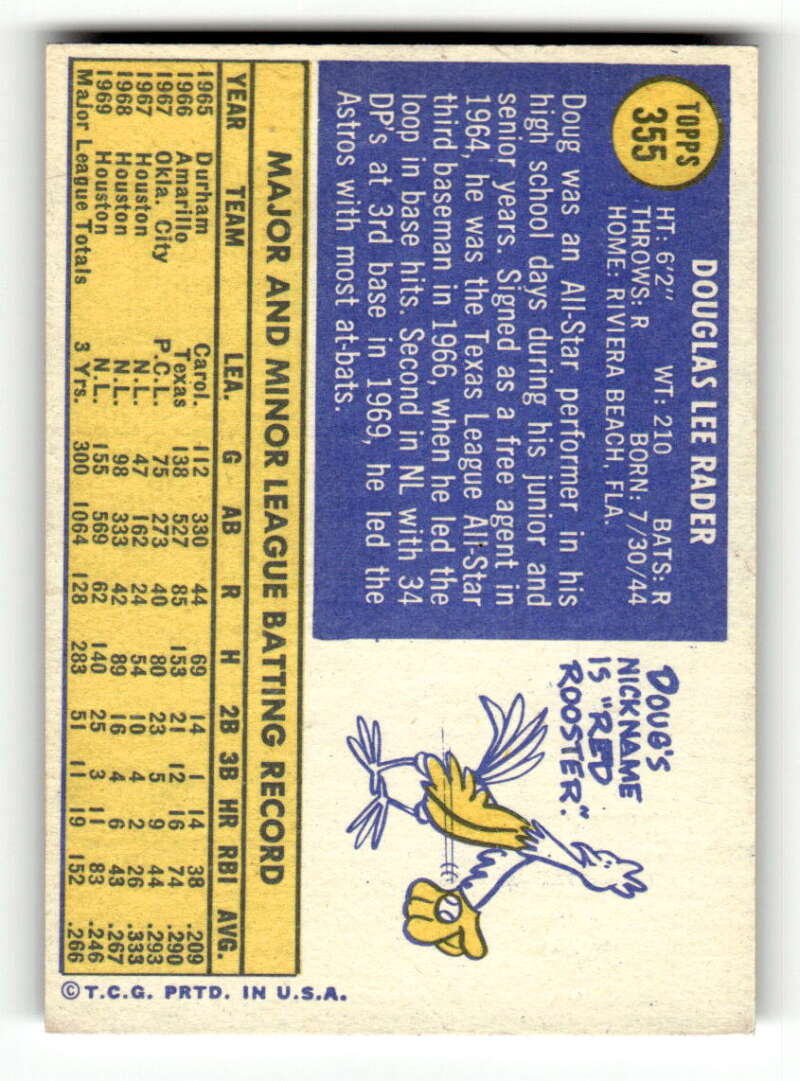 TOPPS
355
DOUGLAS LEE RADER
HT: 6'2" WT: 210 BATS: R
THROWS: R BORN: 7/30/44
HOME: RIVIERA BEACH, FLA.
Doug was an All-Star performer in his
high school days during his junior and
senior years. Signed as a free agent in
1964, he was the Texas League All-Star
third baseman in 1966, when he led the
loop in base hits. Second in NL with 34
DP's at 3rd base in 1969, he led the
Astros with most at-bats.
DOUG'S
NICKNAME
IS "RED
ROOSTER."
MAJOR AND MINOR LEAGUE BATTING RECORD
YEAR TEAM LEA. G AB R H 2B 3B HR RBI AVG.
1965 Durham Carol. 112 330 44 69 14 1 14 38 .209
1966 Amarillo Texas 138 527 85 153 21 12 16 74 .290
1967 Okla. City P.C.L. 75 273 40 80 23 5 9 44 .293
1967 Houston N.L. 47 162 24 54 10 4 2 26 .333
1968 Houston N.L. 98 333 42 89 16 4 6 43 .267
1969 Houston N.L. 155 569 62 140 25 3 11 83 .246
Major League Totals 3 Yrs. 300 1064 128 283 51 11 19 152 .266
© T.C.G. PRTD. IN U.S.A.